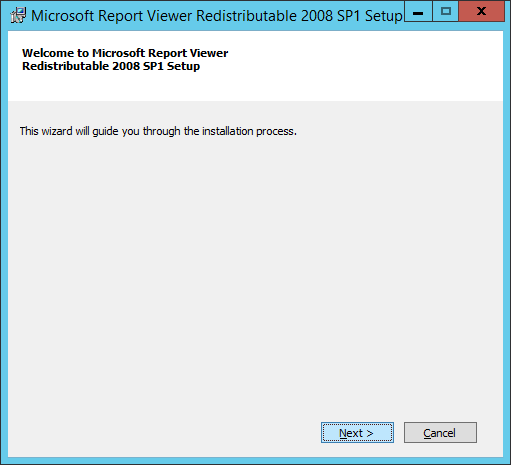 Microsoft Report Viewer Redistributable 2008 SP1 Setup
Welcome to Microsoft Report Viewer
Redistributable 2008 SP1 Setup
This wizard will guide you through the installation process.
Next >
Cancel